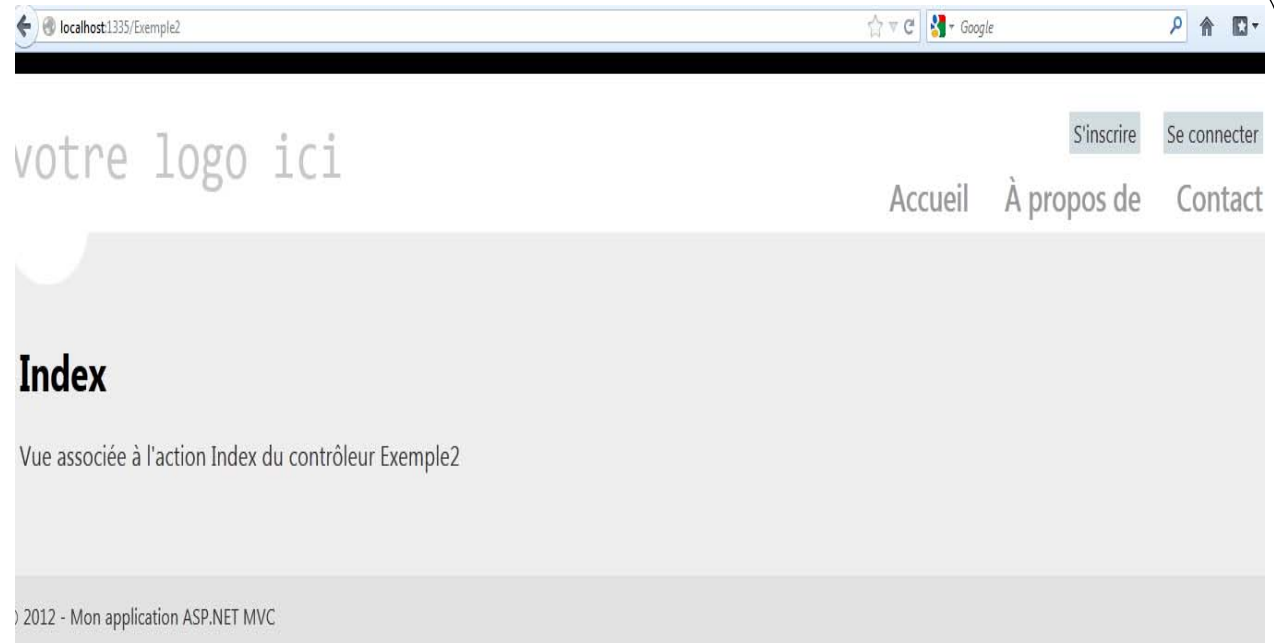 localhost:1335/Exemple2
Google
votre logo ici
S'inscrire
Se connecter
Accueil
À propos de
Contact
Index
Vue associée à l'action Index du contrôleur Exemple2
© 2012 - Mon application ASP.NET MVC